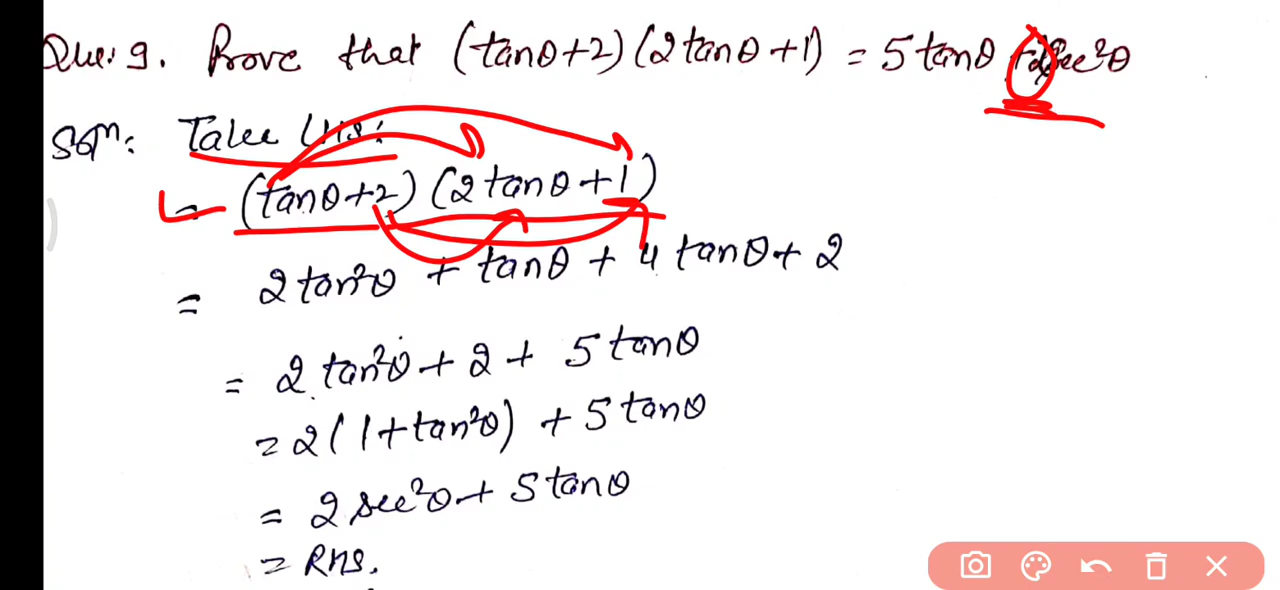 Que: 9. Prove that (tanθ+2)(2tanθ+1) = 5tanθ +2sec²θ
Solⁿ: Take LHS:
= (tanθ+2)(2tanθ+1)
= 2tan²θ + tanθ + 4tanθ + 2
= 2tan²θ + 2 + 5tanθ
= 2(1+tan²θ) + 5tanθ
= 2sec²θ + 5tanθ
= RHS.